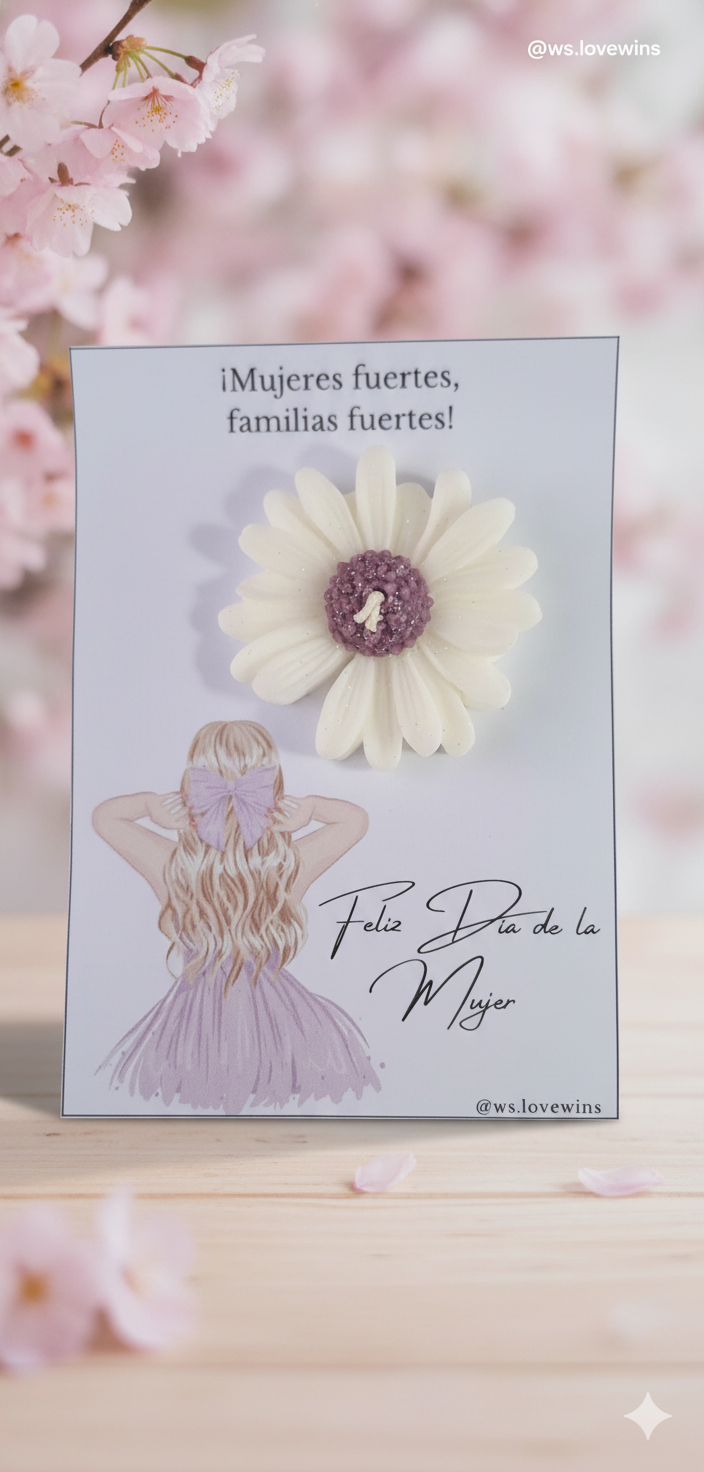 @ws.lovewins
¡Mujeres fuertes,
familias fuertes!
Feliz Día de la
Mujer
@ws.lovewins